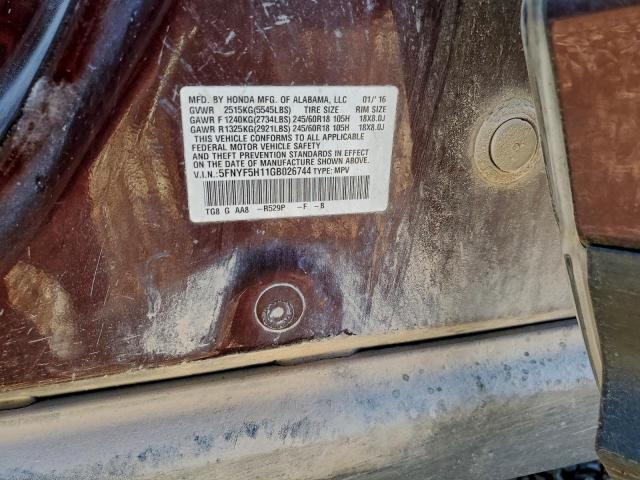 MFD. BY HONDA MFG. OF ALABAMA, LLC 01/'16
GVWR 2515KG(5545LBS) TIRE SIZE RIM SIZE
GAWR F 1240KG(2734LBS) 245/60R18 105H 18X8.0J
GAWR R 1325KG(2921LBS) 245/60R18 105H 18X8.0J
THIS VEHICLE CONFORMS TO ALL APPLICABLE
FEDERAL MOTOR VEHICLE SAFETY
AND THEFT PREVENTION STANDARDS IN EFFECT
ON THE DATE OF MANUFACTURE SHOWN ABOVE.
V.I.N.:5FNYF5H11GB026744 TYPE: MPV
TG8 G AA8 -R529P -F -B